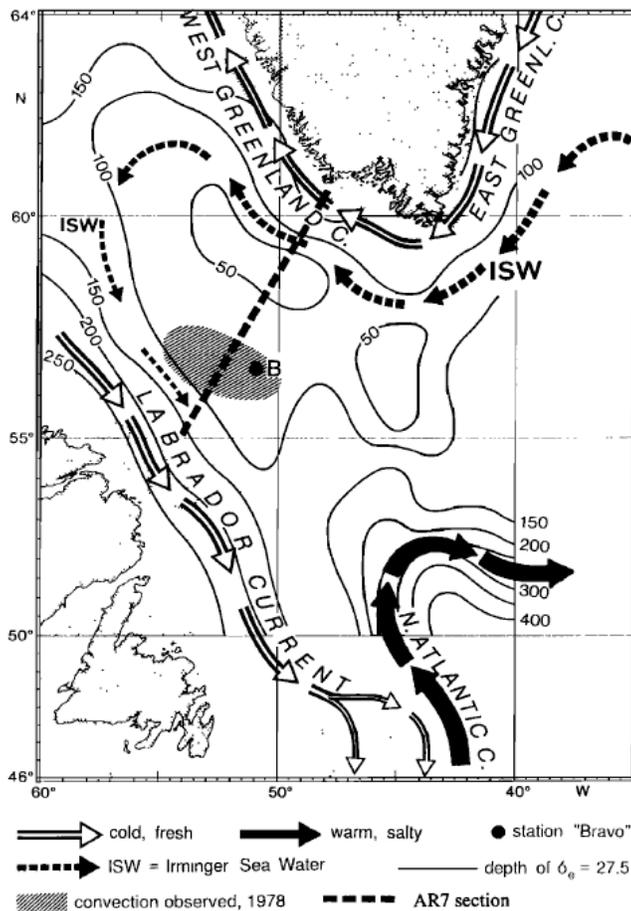 64°
N
60°
55°
50°
46°
60°
50°
40°
W
WEST GREENLAND C.
EAST GREENL. C.
150
100
100
ISW
ISW
150
200
250
50
50
B
LABRADOR CURRENT
150
200
300
400
N. ATLANTIC C.
cold, fresh
warm, salty
station "Bravo"
ISW = Irminger Sea Water
depth of σθ = 27.5
convection observed, 1978
AR7 section